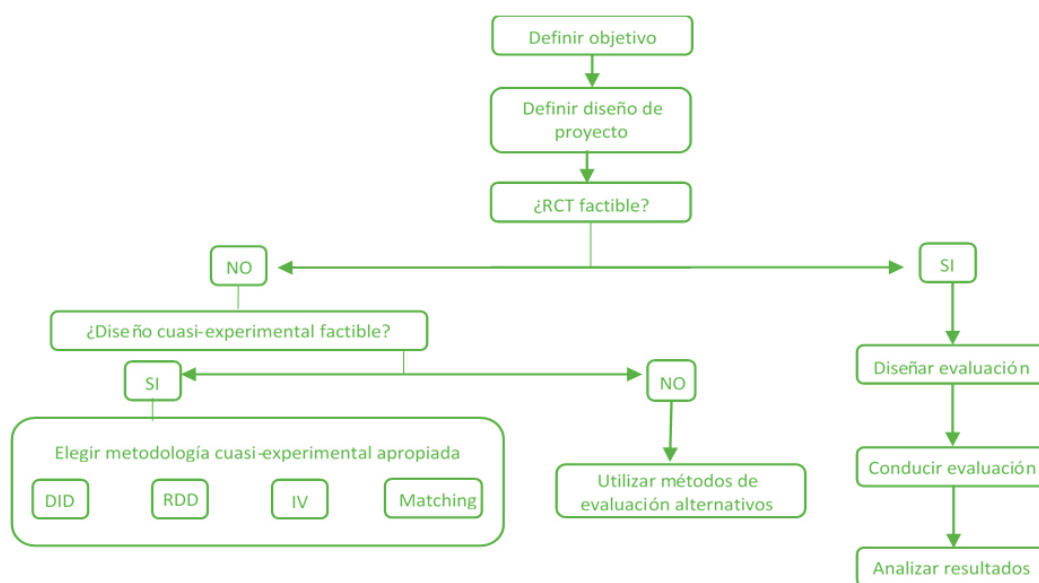 Definir objetivo
Definir diseño de
proyecto
¿RCT factible?
NO
SI
¿Diseño cuasi-experimental factible?
Diseñar evaluación
SI
NO
Elegir metodología cuasi-experimental apropiada
DID
RDD
IV
Matching
Utilizar métodos de
evaluación alternativos
Conducir evaluación
Analizar resultados